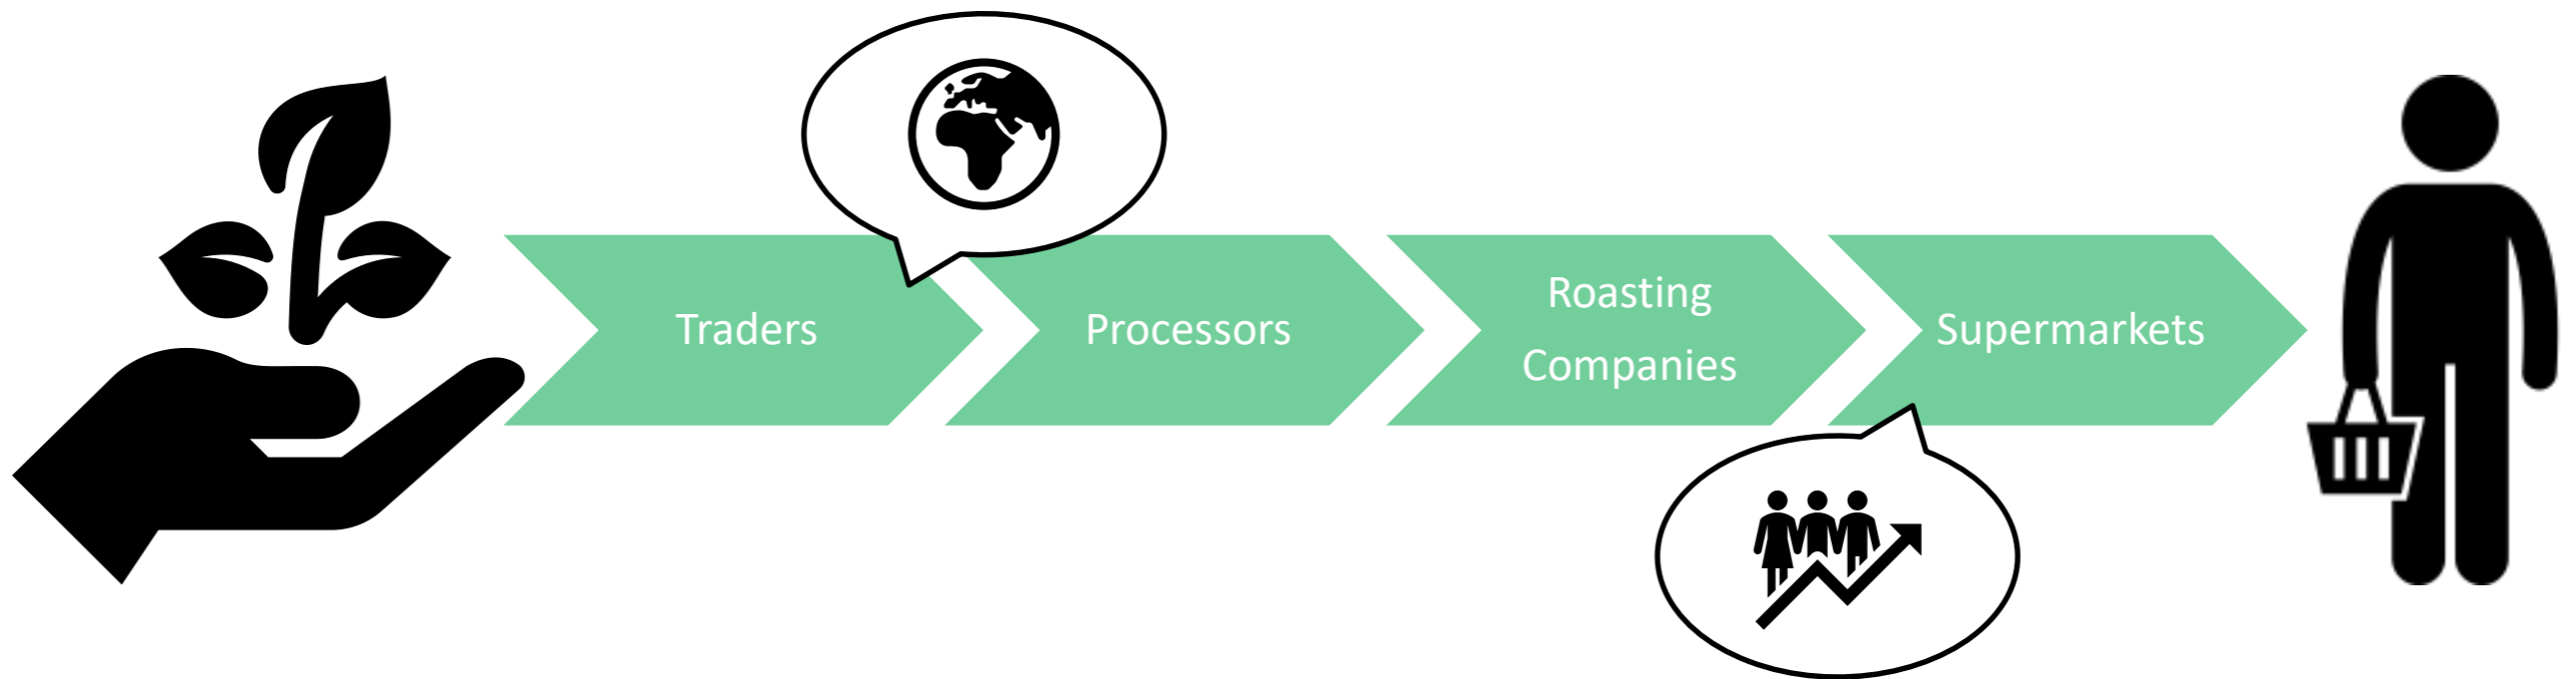 Traders
Processors
Roasting
Companies
Supermarkets